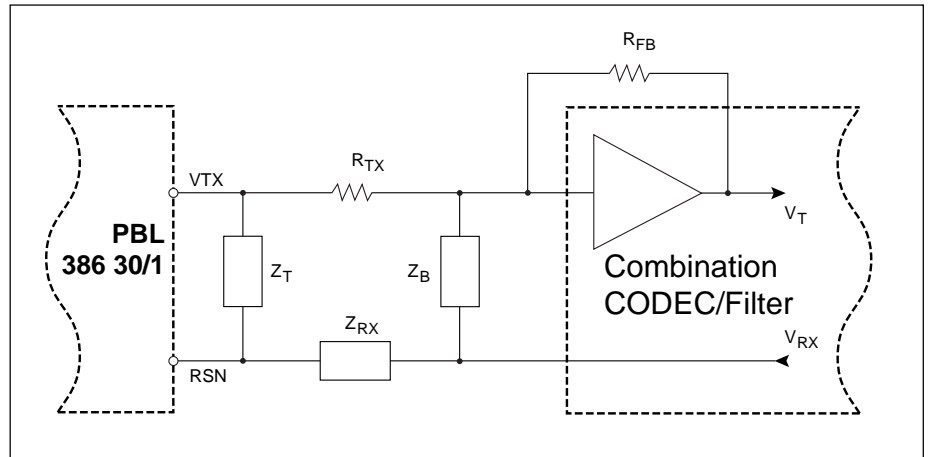 R_FB
R_TX
VTX
PBL
386 30/1
Z_T
Z_B
V_T
Combination
CODEC/Filter
Z_RX
V_RX
RSN